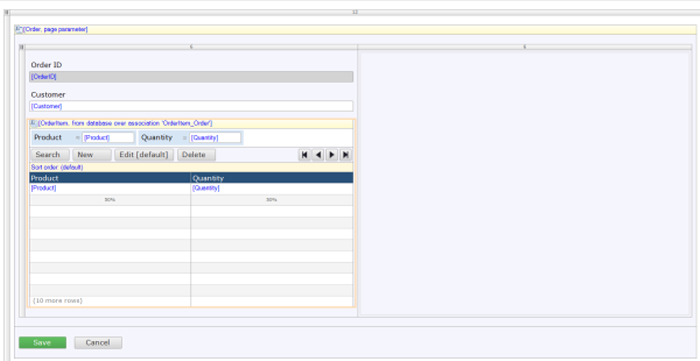 12
[Order, page parameter]
6 6
Order ID
[OrderID]
Customer
[Customer]
[OrderItem, from database over association 'OrderItem_Order']
Product = [Product] Quantity = [Quantity]
Search New Edit [default] Delete
Sort order: (default)
Product Quantity
[Product] [Quantity]
50% 50%
(10 more rows)
Save Cancel